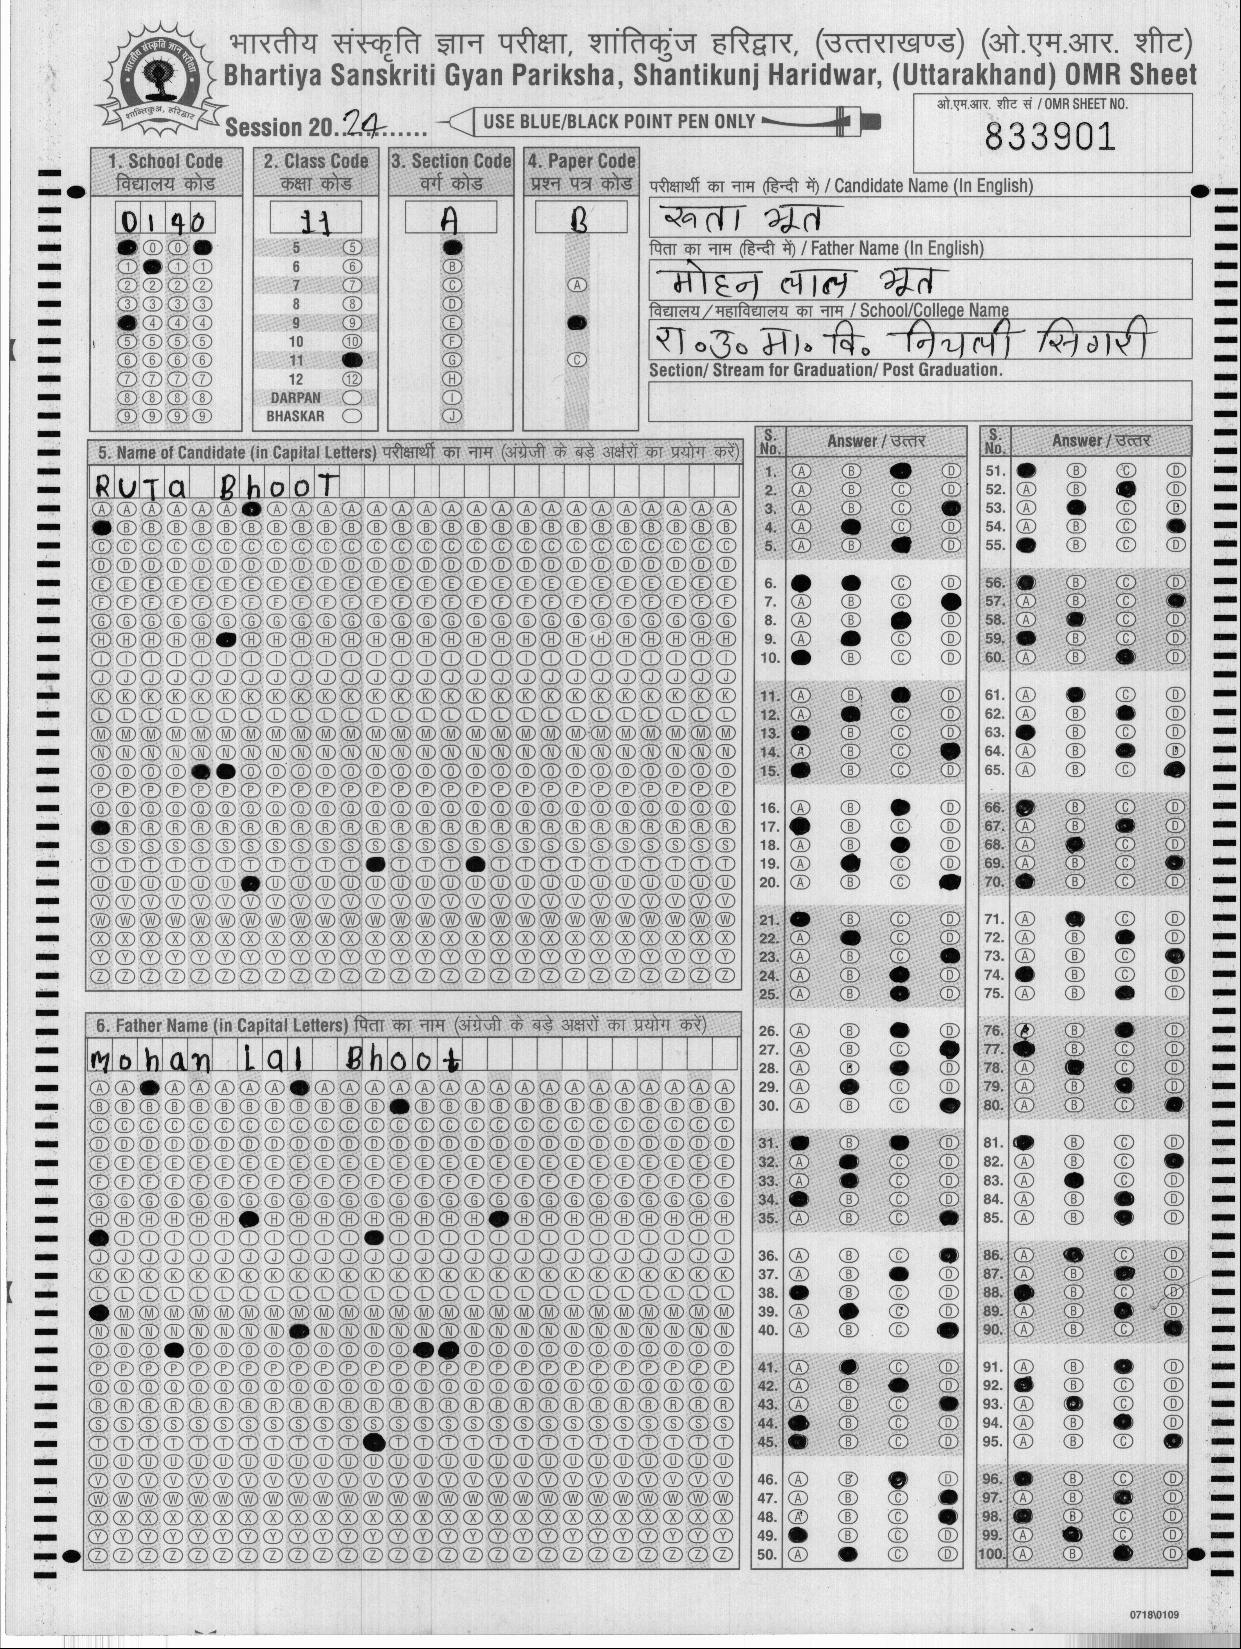 भारतीय संस्कृति ज्ञान परीक्षा, शांतिकुंज हरिद्वार, (उत्तराखण्ड) (ओ.एम.आर. शीट)
Bhartiya Sanskriti Gyan Pariksha, Shantikunj Haridwar, (Uttarakhand) OMR Sheet
Session 20..24...........
USE BLUE/BLACK POINT PEN ONLY
ओ.एम.आर. शीट सं / OMR SHEET NO.
833901
1. School Code
विद्यालय कोड
0140
2. Class Code
कक्षा कोड
11
5
6
7
8
9
10
11
12
DARPAN
BHASKAR
3. Section Code
वर्ग कोड
A
4. Paper Code
प्रश्न पत्र कोड
B
परीक्षार्थी का नाम (हिन्दी में) / Candidate Name (In English)
भूत
पिता का नाम (हिन्दी में) / Father Name (In English)
मोहन लाल भूत
विद्यालय/महाविद्यालय का नाम / School/College Name
रा.उ.मा. वि.
Section/ Stream for Graduation/ Post Graduation.
5. Name of Candidate (in Capital Letters) परीक्षार्थी का नाम (अंग्रेजी के बड़े अक्षरों का प्रयोग करें)
RUTa BhooT
6. Father Name (in Capital Letters) पिता का नाम (अंग्रेजी के बड़े अक्षरों का प्रयोग करें)
mohan Lal Bhoot
S. No. Answer / उत्तर
S. No. Answer / उत्तर
0718\0109